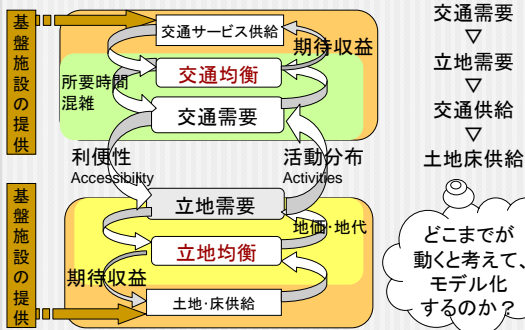 基盤施設の提供
交通サービス供給
期待収益
交通均衡
所要時間
混雑
交通需要
利便性
Accessibility
活動分布
Activities
基盤施設の提供
立地需要
地価･地代
立地均衡
期待収益
土地･床供給
交通需要
▽
立地需要
▽
交通供給
▽
土地床供給
どこまでが
動くと考えて、
モデル化
するのか？